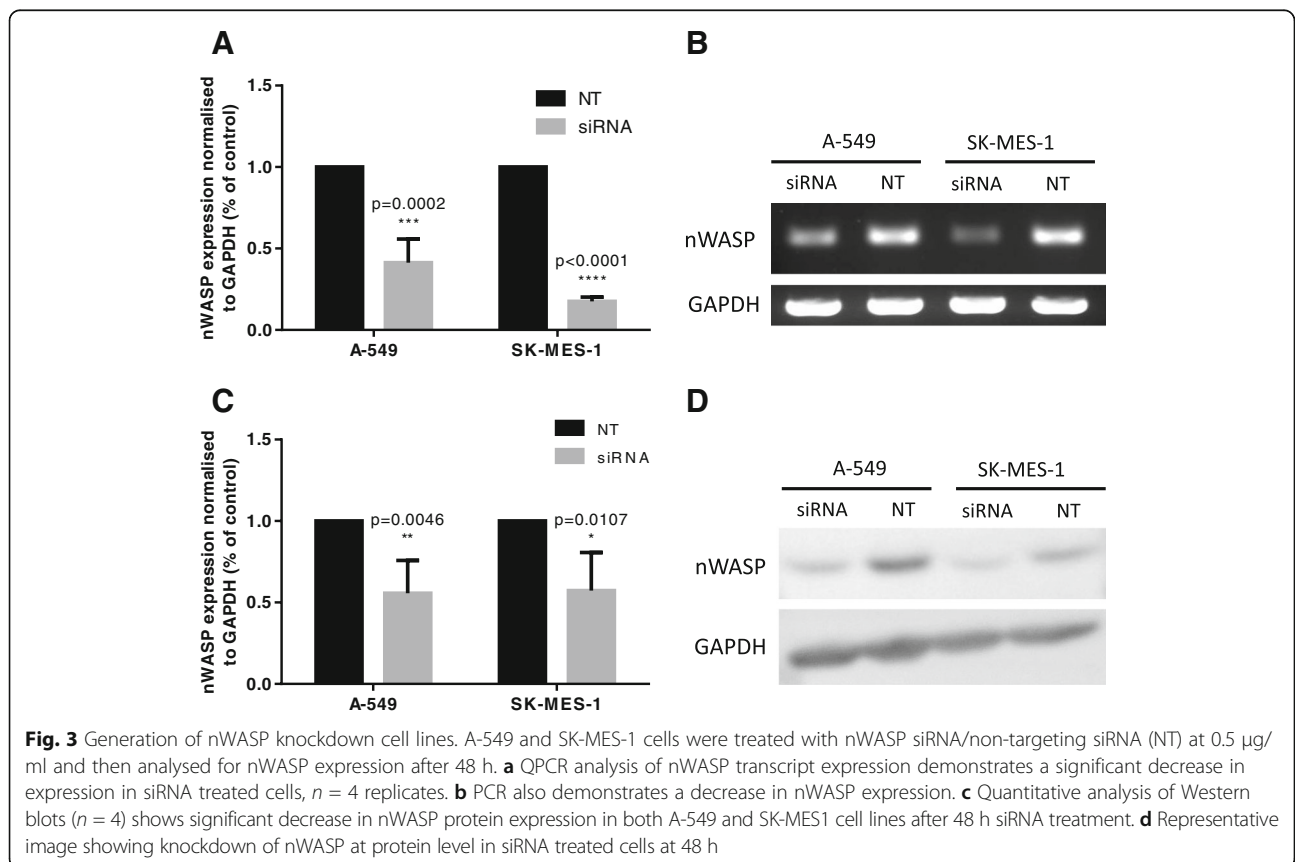 A
nWASP expression normalised
to GAPDH (% of control)
1.5
1.0
0.5
0.0
NT
siRNA
p=0.0002
***
p<0.0001
****
A-549
SK-MES-1
B
A-549
SK-MES-1
siRNA
NT
siRNA
NT
nWASP
GAPDH
C
nWASP expression normalised
to GAPDH (% of control)
1.5
1.0
0.5
0.0
NT
siRNA
p=0.0046
**
p=0.0107
*
A-549
SK-MES-1
D
A-549
SK-MES-1
siRNA
NT
siRNA
NT
nWASP
GAPDH
Fig. 3 Generation of nWASP knockdown cell lines. A-549 and SK-MES-1 cells were treated with nWASP siRNA/non-targeting siRNA (NT) at 0.5 μg/
ml and then analysed for nWASP expression after 48 h. a QPCR analysis of nWASP transcript expression demonstrates a significant decrease in
expression in siRNA treated cells, n = 4 replicates. b PCR also demonstrates a decrease in nWASP expression. c Quantitative analysis of Western
blots (n = 4) shows significant decrease in nWASP protein expression in both A-549 and SK-MES1 cell lines after 48 h siRNA treatment. d Representative
image showing knockdown of nWASP at protein level in siRNA treated cells at 48 h